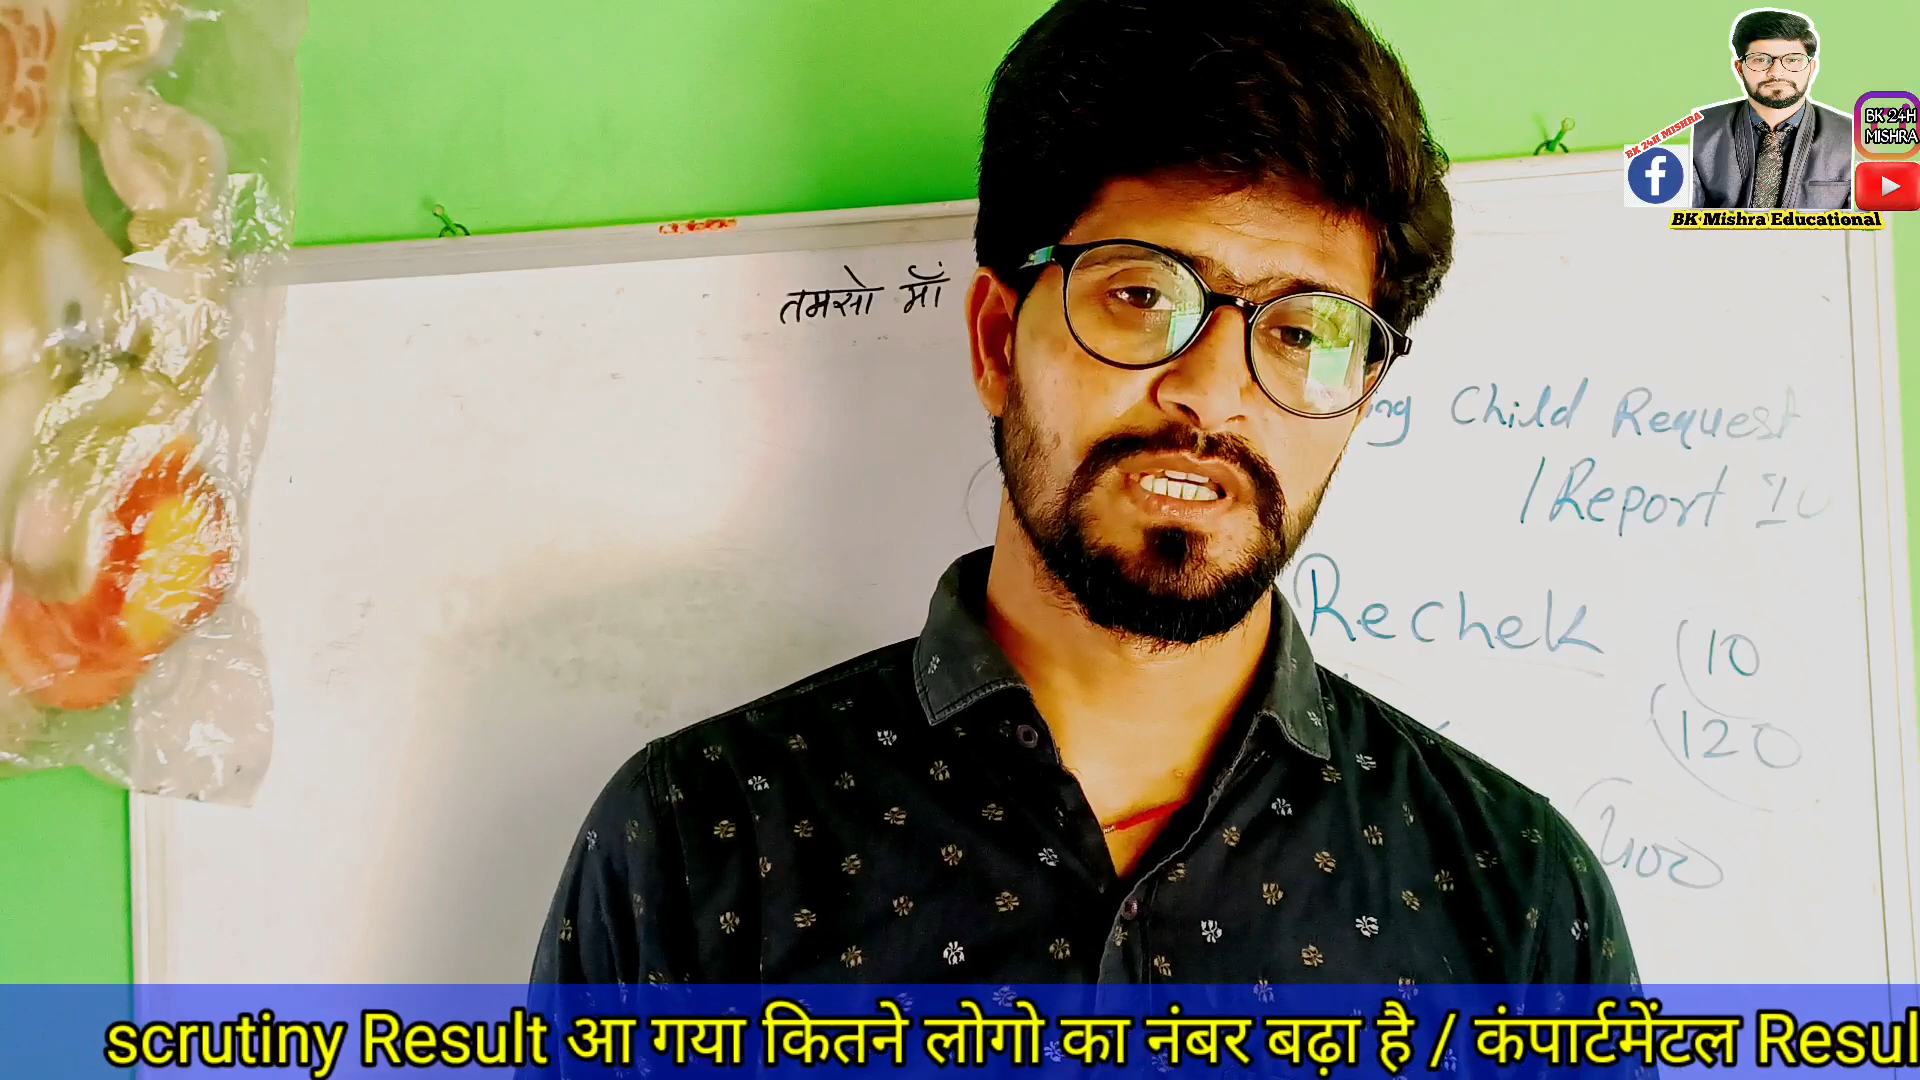 BK 24H MISHRA
BK 24H
MISHRA
BK Mishra Educational
तमसो माँ
ing Child Request
/Report
Rechek
10
120
scrutiny Result आ गया कितने लोगो का नंबर बढ़ा है / कंपार्टमेंटल Resul